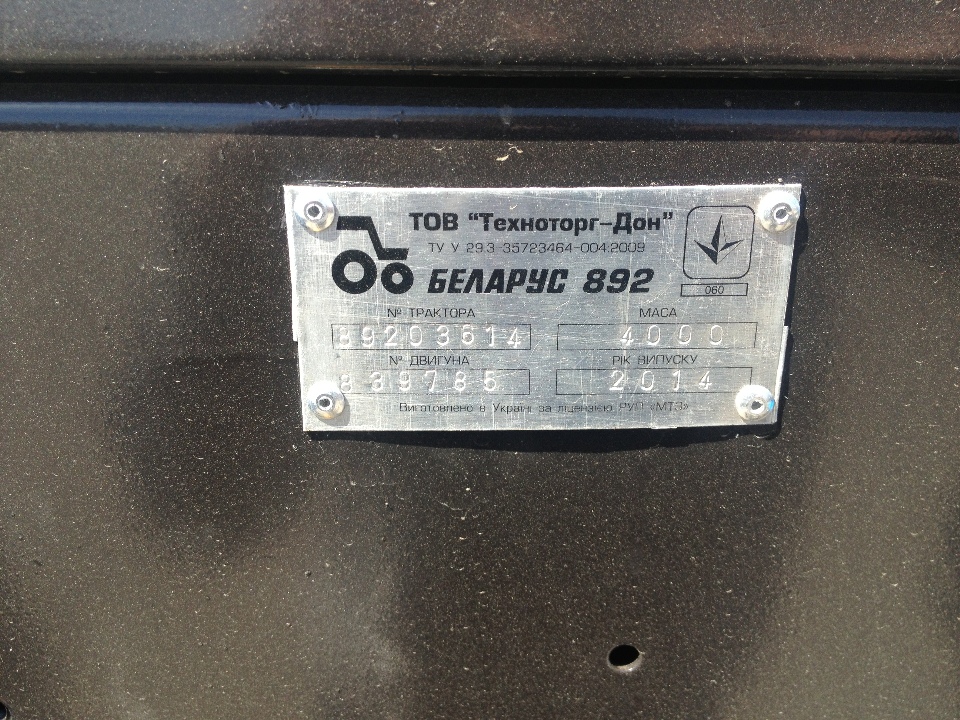 ТОВ "Техноторг-Дон"
ТУ У 29.3-35723464-004:2009
БЕЛАРУС 892
060
№ ТРАКТОРА МАСА
89203614 4000
№ ДВИГУНА РІК ВИПУСКУ
839785 2014
Виготовлено в Україні за ліцензією РУП «МТЗ»